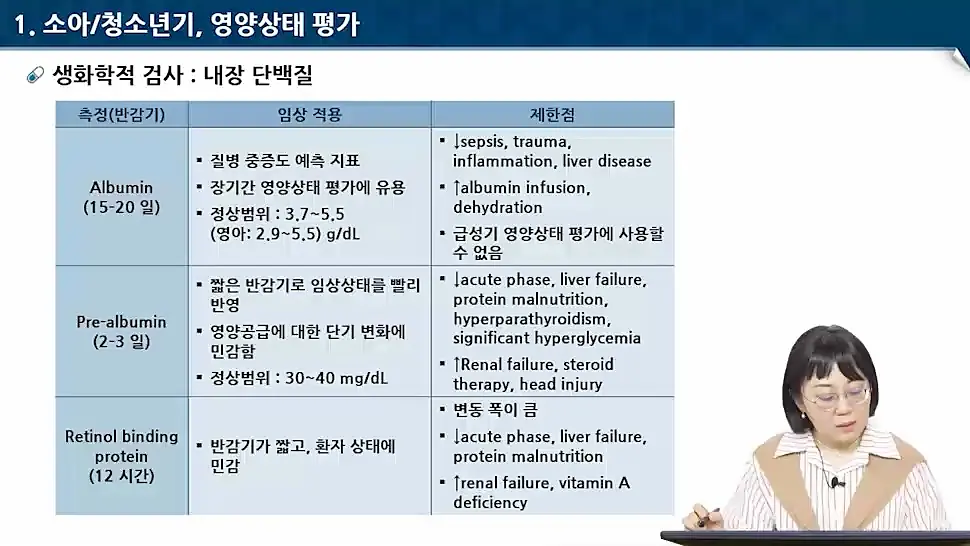 1. 소아/청소년기, 영양상태 평가
생화학적 검사 : 내장 단백질
측정(반감기)
임상 적용
제한점
Albumin
(15-20 일)
▪ 질병 중증도 예측 지표
▪ 장기간 영양상태 평가에 유용
▪ 정상범위 : 3.7~5.5
(영아: 2.9~5.5) g/dL
▪ ↓sepsis, trauma,
inflammation, liver disease
▪ ↑albumin infusion,
dehydration
▪ 급성기 영양상태 평가에 사용할
수 없음
Pre-albumin
(2-3 일)
▪ 짧은 반감기로 임상상태를 빨리
반영
▪ 영양공급에 대한 단기 변화에
민감함
▪ 정상범위 : 30~40 mg/dL
▪ ↓acute phase, liver failure,
protein malnutrition,
hyperparathyroidism,
significant hyperglycemia
▪ ↑Renal failure, steroid
therapy, head injury
Retinol binding
protein
(12 시간)
▪ 반감기가 짧고, 환자 상태에
민감
▪ 변동 폭이 큼
▪ ↓acute phase, liver failure,
protein malnutrition
▪ ↑renal failure, vitamin A
deficiency